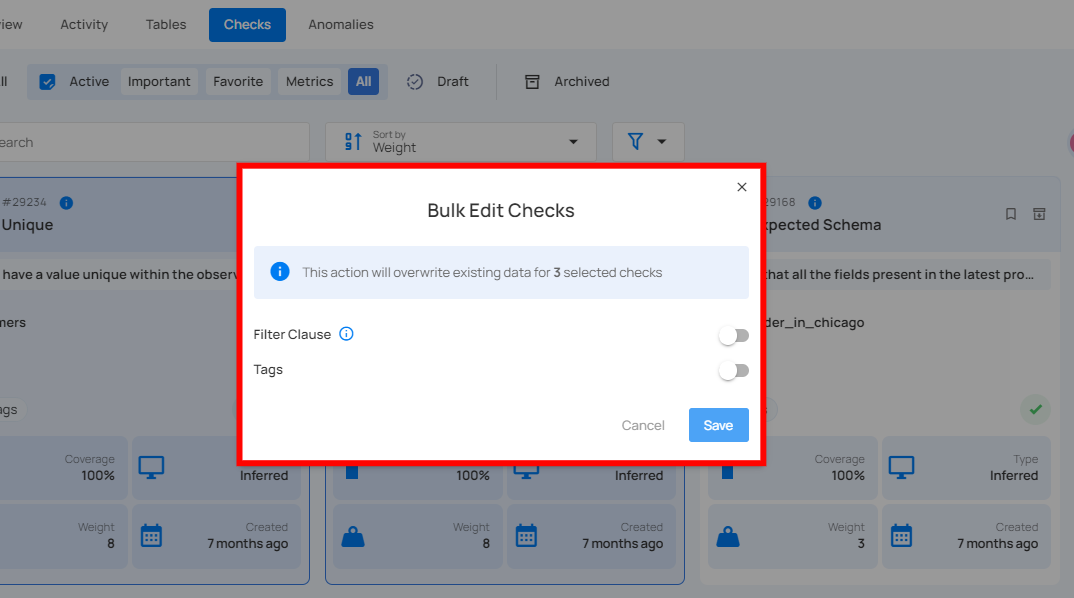 iew Activity Tables Checks Anomalies
ll Active Important Favorite Metrics All Draft Archived
earch
Sort by
Weight
#29234
Unique
29168
xpected Schema
Bulk Edit Checks
have a value unique within the observ
This action will overwrite existing data for 3 selected checks
that all the fields present in the latest pro...
mers
Filter Clause
der_in_chicago
Tags
ags
Cancel Save
Coverage
100%
Inferred
100%
Inferred
Coverage
100%
Type
Inferred
Weight
8
Created
7 months ago
Weight
8
Created
7 months ago
Weight
3
Created
7 months ago